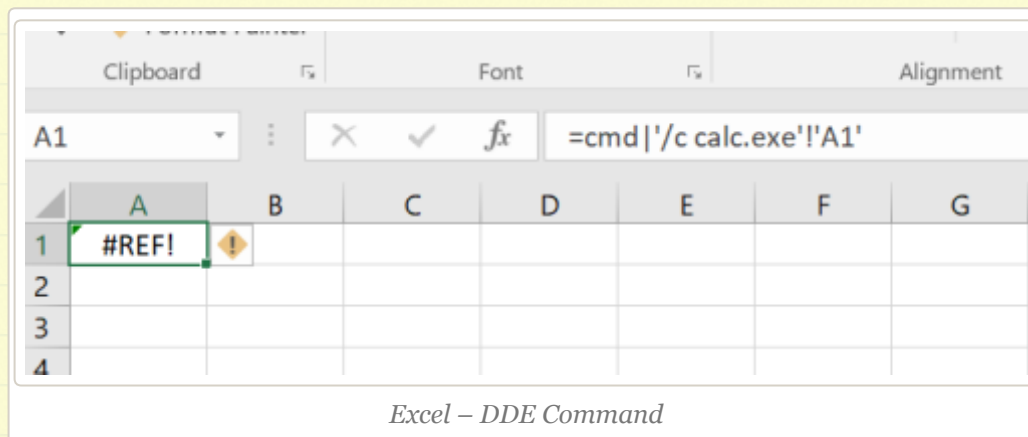 Clipboard Font Alignment
A1 fx =cmd|'/c calc.exe'!'A1'
A B C D E F G
1 #REF! !
2
3
4
Excel – DDE Command